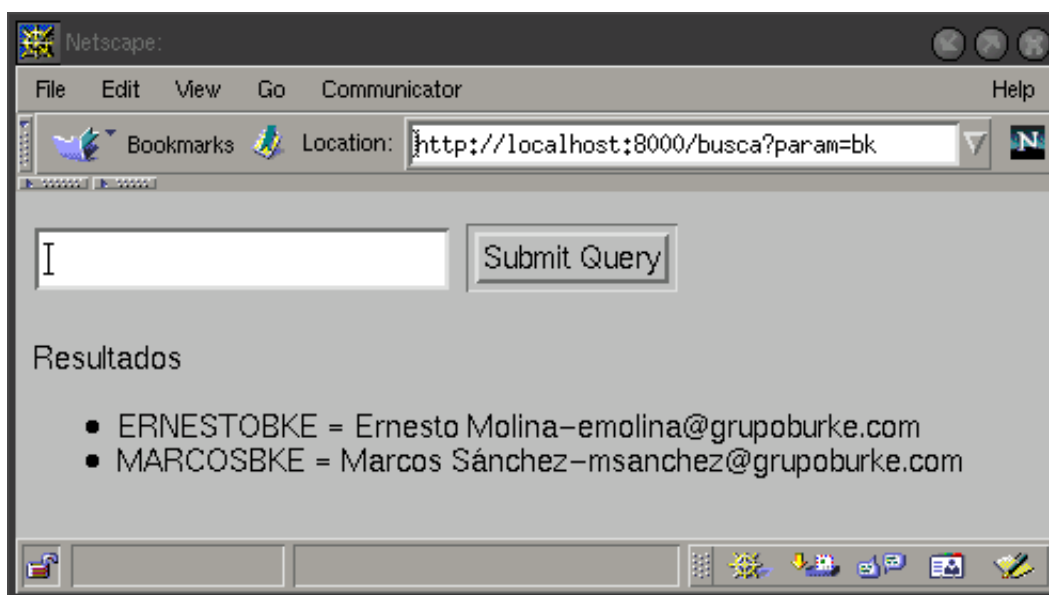 Netscape:
File Edit View Go Communicator Help
Bookmarks Location: http://localhost:8000/busca?param=bk N
Submit Query
Resultados
ERNESTOBKE = Ernesto Molina-emolina@grupoburke.com
MARCOSBKE = Marcos Sánchez-msanchez@grupoburke.com